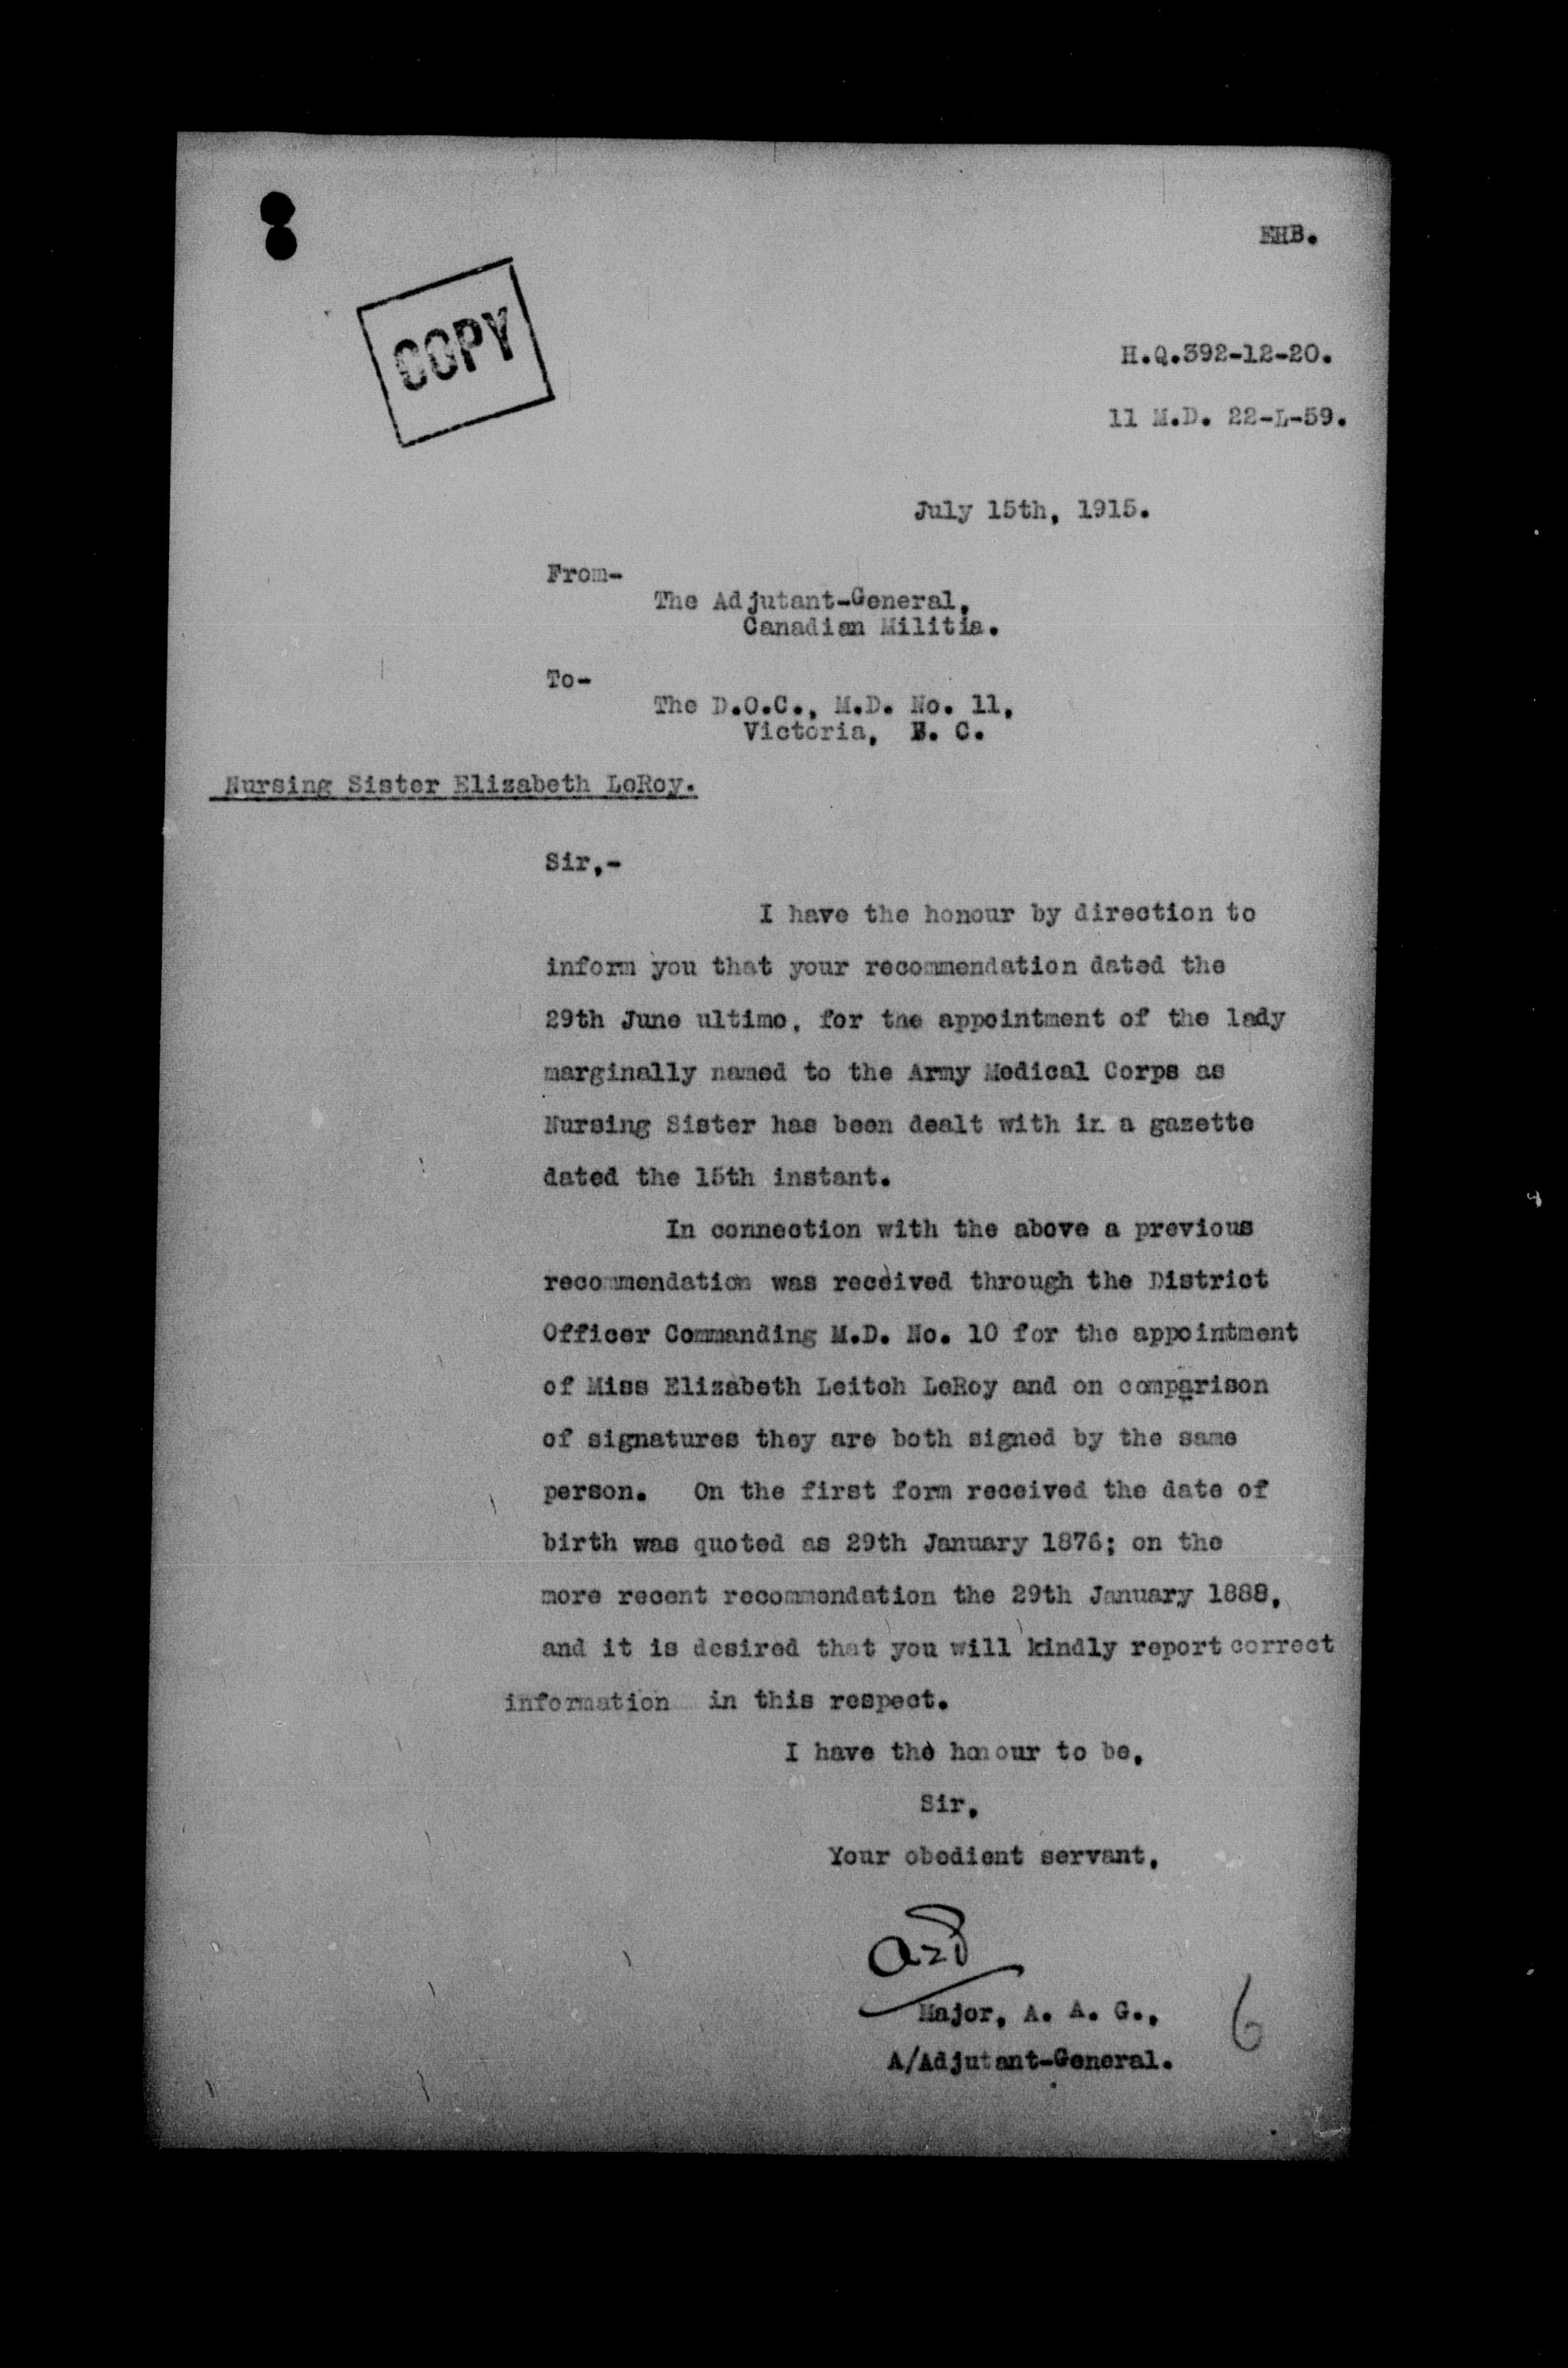 EHB.
COPY
H.Q.392-12-20.
11 M.D. 22-L-59.
July 15th, 1915.
From-
The Adjutant-General,
Canadian Militia.
To-
The D.O.C., M.D. No. 11,
Victoria, B. C.
Nursing Sister Elizabeth LeRoy.
Sir,-
I have the honour by direction to
inform you that your recommendation dated the
29th June ultimo, for the appointment of the lady
marginally named to the Army Medical Corps as
Nursing Sister has been dealt with in a gazette
dated the 15th instant.
In connection with the above a previous
recommendation was received through the District
Officer Commanding M.D. No. 10 for the appointment
of Miss Elizabeth Leitch LeRoy and on comparison
of signatures they are both signed by the same
person. On the first form received the date of
birth was quoted as 29th January 1876; on the
more recent recommendation the 29th January 1888,
and it is desired that you will kindly report correct
information in this respect.
I have the honour to be,
Sir,
Your obedient servant,
Major, A. A. G.,
A/Adjutant-General.
6